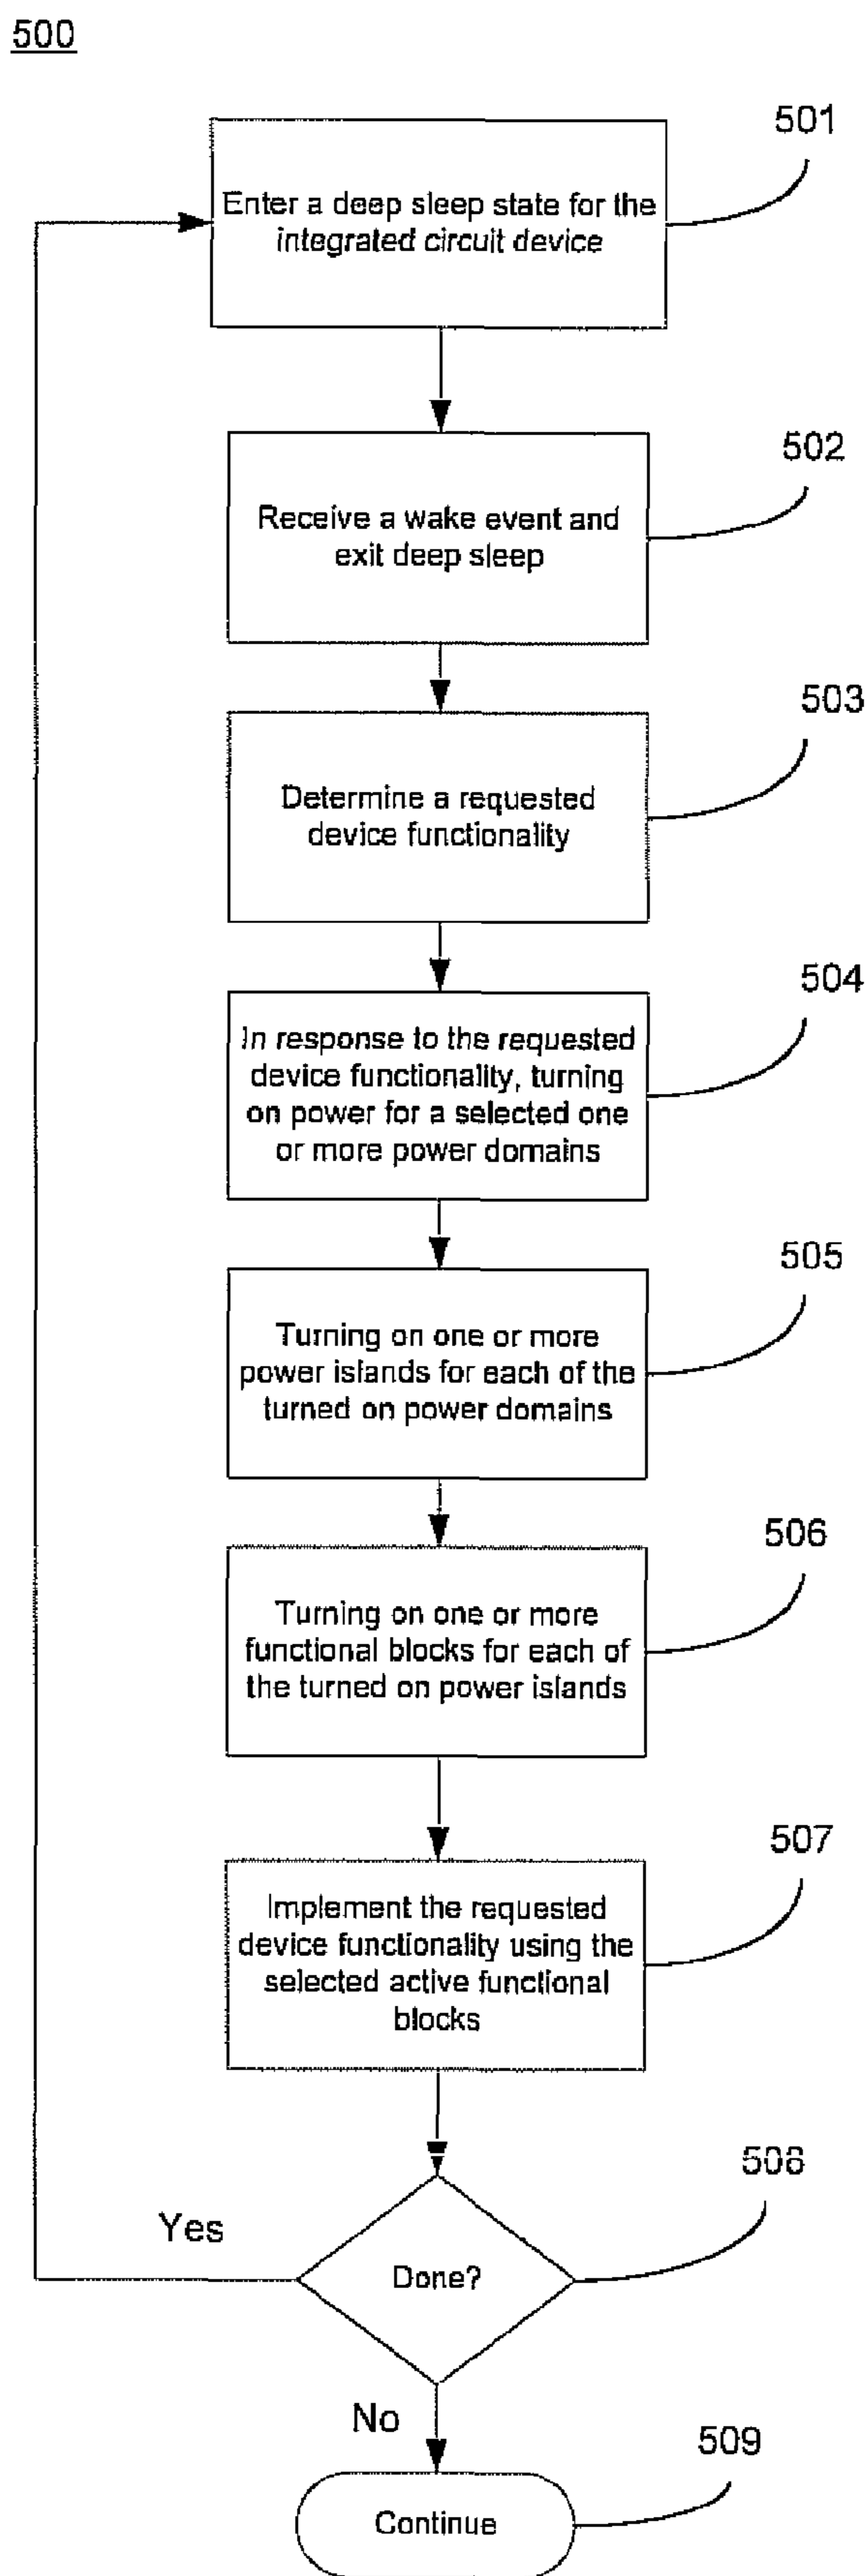 500
501
Enter a deep sleep state for the
integrated circuit device
502
Receive a wake event and
exit deep sleep
503
Determine a requested
device functionality
504
In response to the requested
device functionality, turning
on power for a selected one
or more power domains
505
Turning on one or more
power islands for each of the
turned on power domains
506
Turning on one or more
functional blocks for each of
the turned on power islands
507
Implement the requested
device functionality using the
selected active functional
blocks
508
Yes
Done?
No
509
Continue